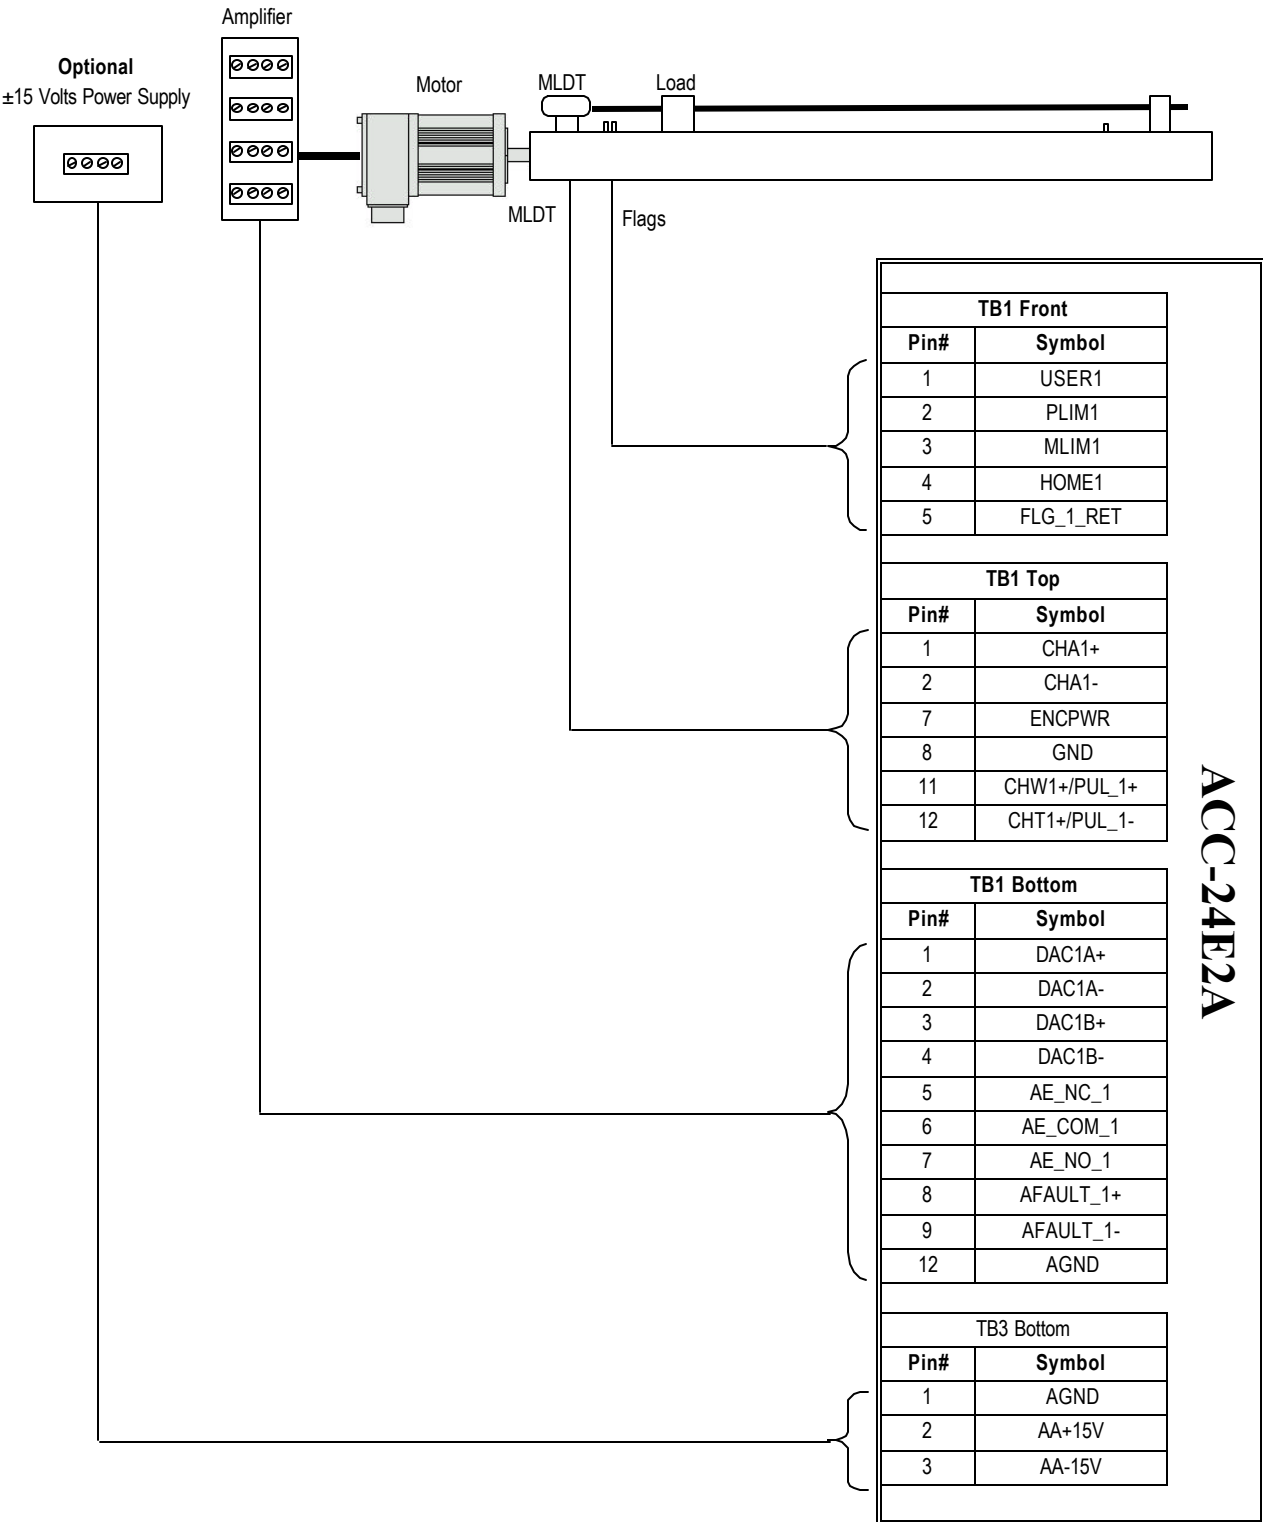 Amplifier
Optional
±15 Volts Power Supply
Motor
MLDT
Load
MLDT
Flags
TB1 Front
Pin# Symbol
1 USER1
2 PLIM1
3 MLIM1
4 HOME1
5 FLG_1_RET
TB1 Top
Pin# Symbol
1 CHA1+
2 CHA1-
7 ENCPWR
8 GND
11 CHW1+/PUL_1+
12 CHT1+/PUL_1-
ACC-24E2A
TB1 Bottom
Pin# Symbol
1 DAC1A+
2 DAC1A-
3 DAC1B+
4 DAC1B-
5 AE_NC_1
6 AE_COM_1
7 AE_NO_1
8 AFAULT_1+
9 AFAULT_1-
12 AGND
TB3 Bottom
Pin# Symbol
1 AGND
2 AA+15V
3 AA-15V